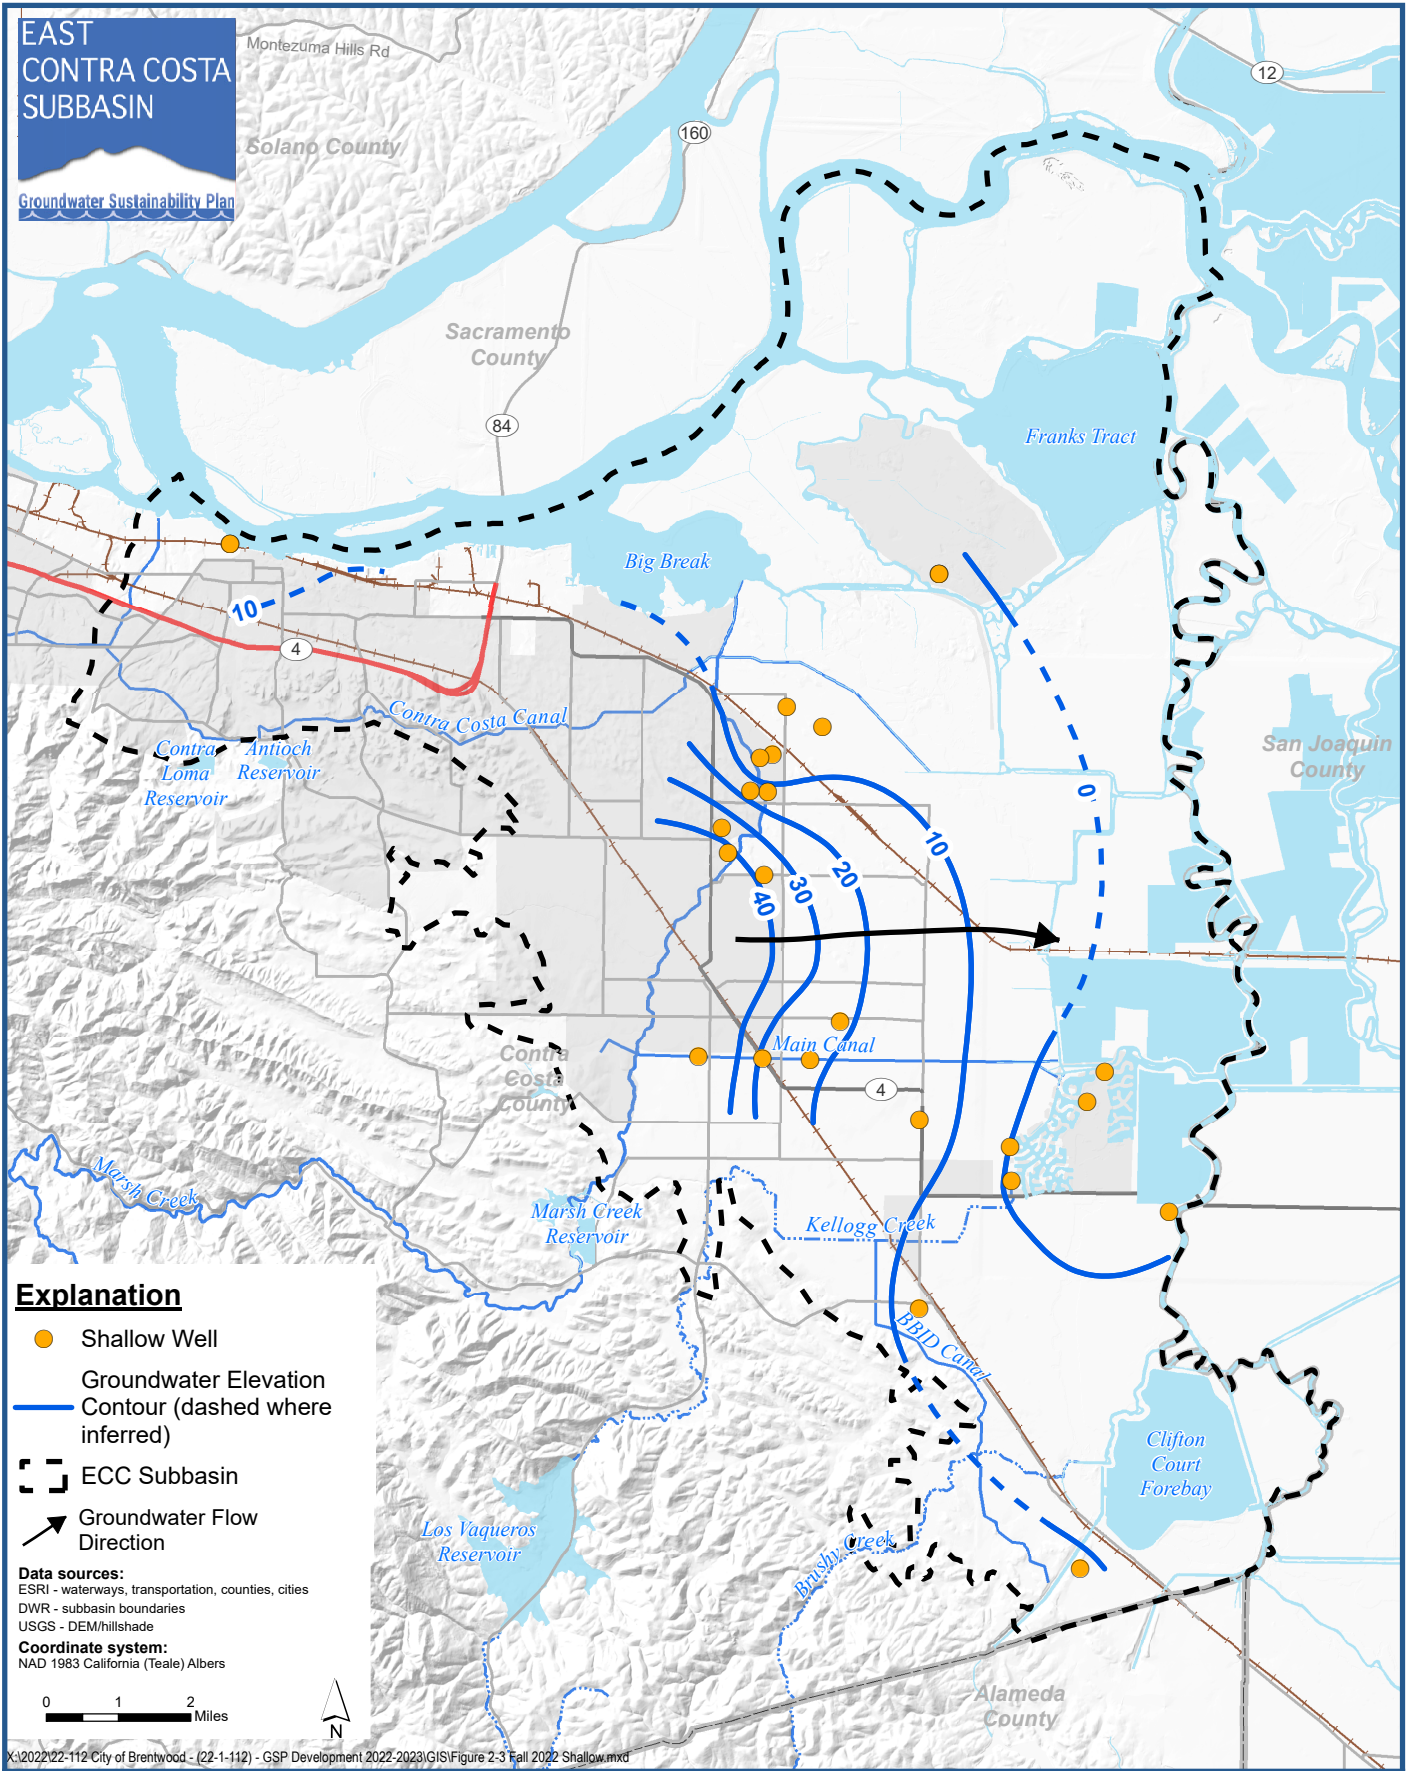 EAST
CONTRA COSTA
SUBBASIN
Groundwater Sustainability Plan
Montezuma Hills Rd
Solano County
160
12
Sacramento
County
84
Franks Tract
Big Break
10
4
Contra Costa Canal
Contra
Loma
Reservoir
Antioch
Reservoir
San Joaquin
County
0
10
20
30
40
Main Canal
Contra
Costa
County
4
Marsh Creek
Marsh Creek
Reservoir
Kellogg Creek
BBID Canal
Clifton
Court
Forebay
Los Vaqueros
Reservoir
Brushy Creek
Alameda
County
Explanation
Shallow Well
Groundwater Elevation
Contour (dashed where
inferred)
ECC Subbasin
Groundwater Flow
Direction
Data sources:
ESRI - waterways, transportation, counties, cities
DWR - subbasin boundaries
USGS - DEM/hillshade
Coordinate system:
NAD 1983 California (Teale) Albers
0 1 2
Miles
N
X:\2022\22-112 City of Brentwood - (22-1-112) - GSP Development 2022-2023\GIS\Figure 2-3 Fall 2022 Shallow.mxd